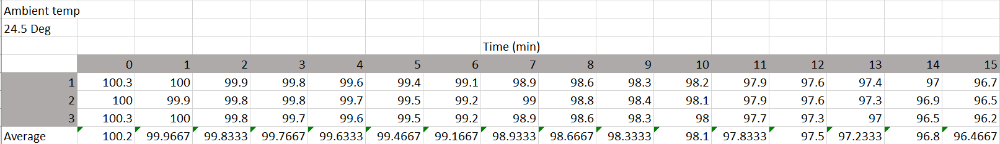 Ambient temp
24.5 Deg
Time (min)
0 1 2 3 4 5 6 7 8 9 10 11 12 13 14 15
1 100.3 100 99.9 99.8 99.6 99.4 99.1 98.9 98.6 98.3 98.2 97.9 97.6 97.4 97 96.7
2 100 99.9 99.8 99.8 99.7 99.5 99.2 99 98.8 98.4 98.1 97.9 97.6 97.3 96.9 96.5
3 100.3 100 99.8 99.7 99.6 99.5 99.2 98.9 98.6 98.3 98 97.7 97.3 97 96.5 96.2
Average 100.2 99.9667 99.8333 99.7667 99.6333 99.4667 99.1667 98.9333 98.6667 98.3333 98.1 97.8333 97.5 97.2333 96.8 96.4667